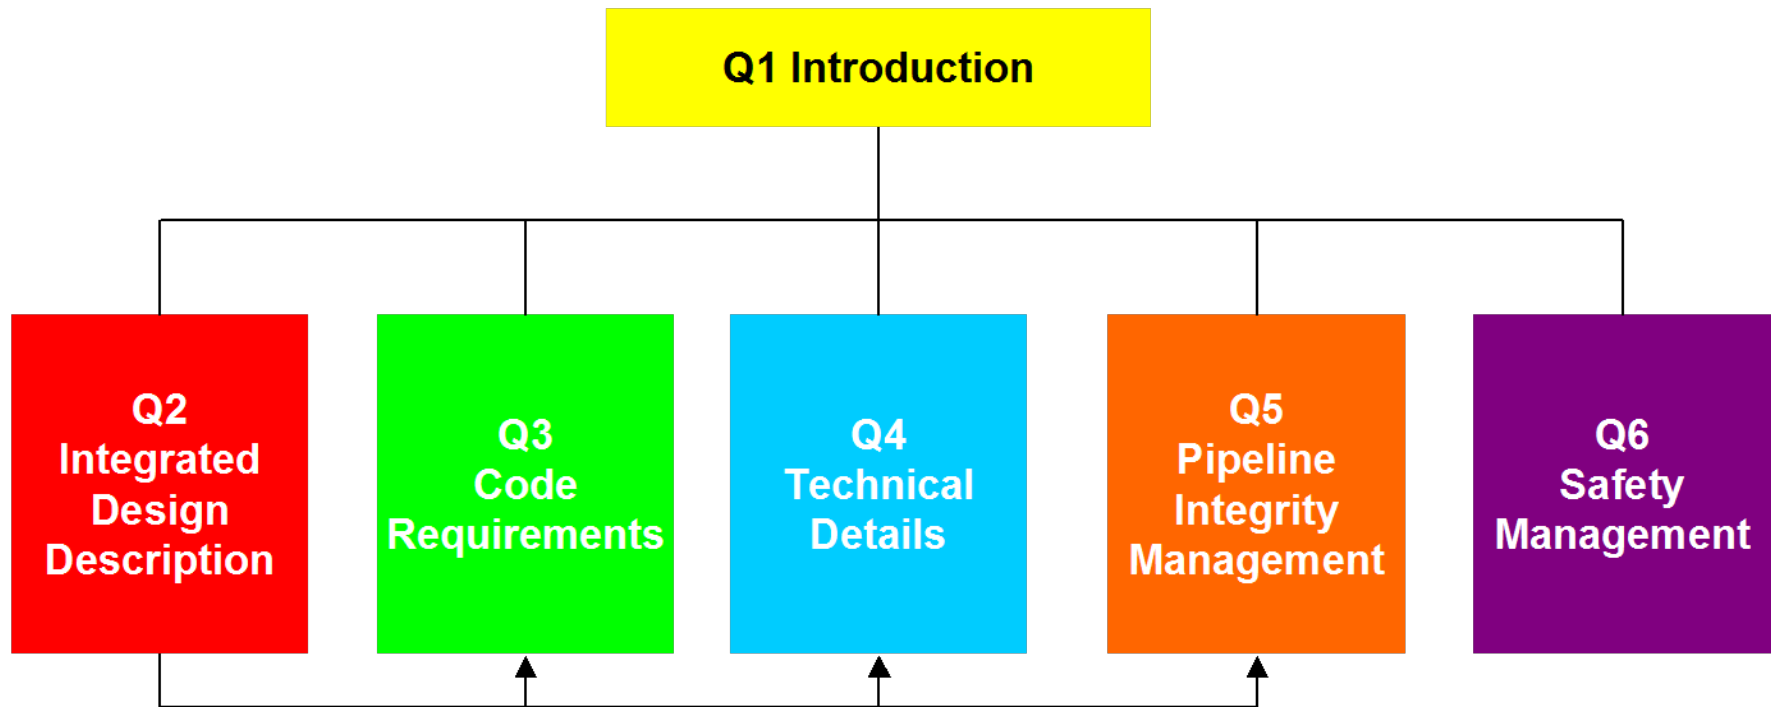 Q1 Introduction
Q2
Integrated
Design
Description
Q3
Code
Requirements
Q4
Technical
Details
Q5
Pipeline
Integrity
Management
Q6
Safety
Management